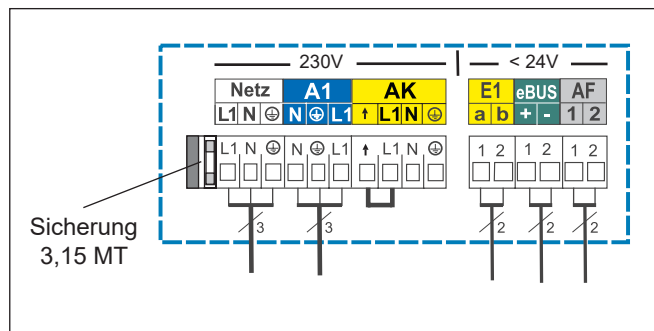 230V < 24V
Netz A1 AK E1 eBUS AF
L1 N ⏚ N ⏚ L1 ↑ L1 N ⏚ a b + - 1 2
L1 N ⏚ N ⏚ L1 ↑ L1 N ⏚ 1 2 1 2 1 2
3 3 2 2 2
Sicherung
3,15 MT